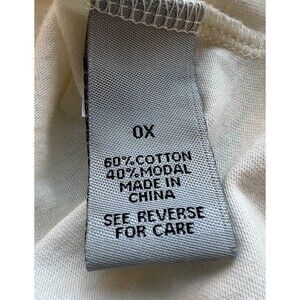 0X
60% COTTON
40% MODAL
MADE IN
CHINA
SEE REVERSE
FOR CARE